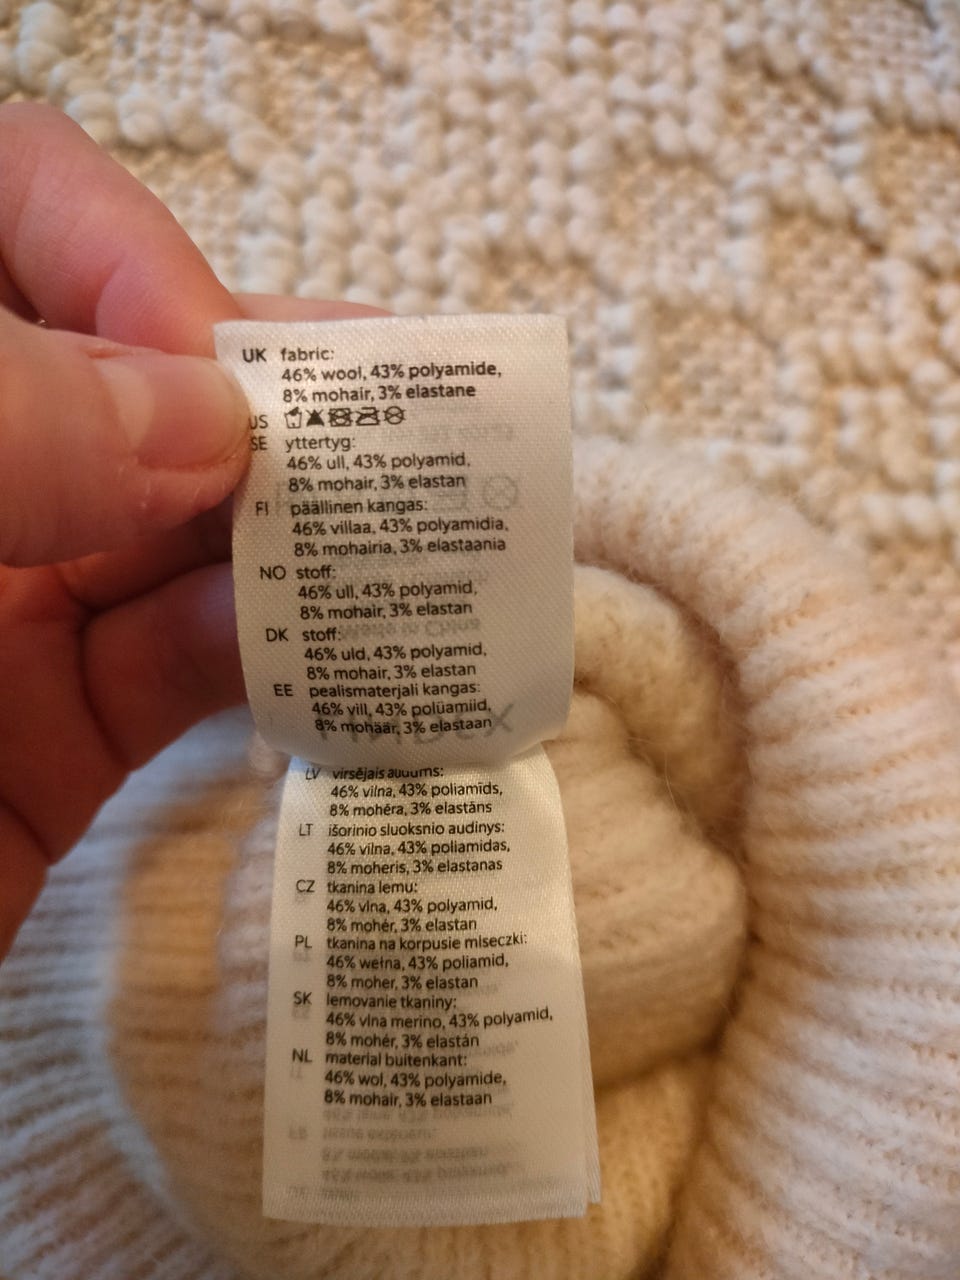 UK fabric:
46% wool, 43% polyamide,
8% mohair, 3% elastane
US
SE yttertyg:
46% ull, 43% polyamid,
8% mohair, 3% elastan
FI päällinen kangas:
46% villaa, 43% polyamidia,
8% mohairia, 3% elastaania
NO stoff:
46% ull, 43% polyamid,
8% mohair, 3% elastan
DK stoff:
46% uld, 43% polyamid,
8% mohair, 3% elastan
EE pealismaterjali kangas:
46% vill, 43% polüamiid,
8% mohäär, 3% elastaan
LV virsējais audums:
46% vilna, 43% poliamīds,
8% mohēra, 3% elastāns
LT išorinio sluoksnio audinys:
46% vilna, 43% poliamidas,
8% moheris, 3% elastanas
CZ tkanina lemu:
46% vlna, 43% polyamid,
8% mohér, 3% elastan
PL tkanina na korpusie mlseczki:
46% wełna, 43% poliamid,
8% moher, 3% elastan
SK lemovanie tkaniny:
46% vlna merino, 43% polyamid,
8% mohér, 3% elastán
NL material buitenkant:
46% wol, 43% polyamide,
8% mohair, 3% elastaan